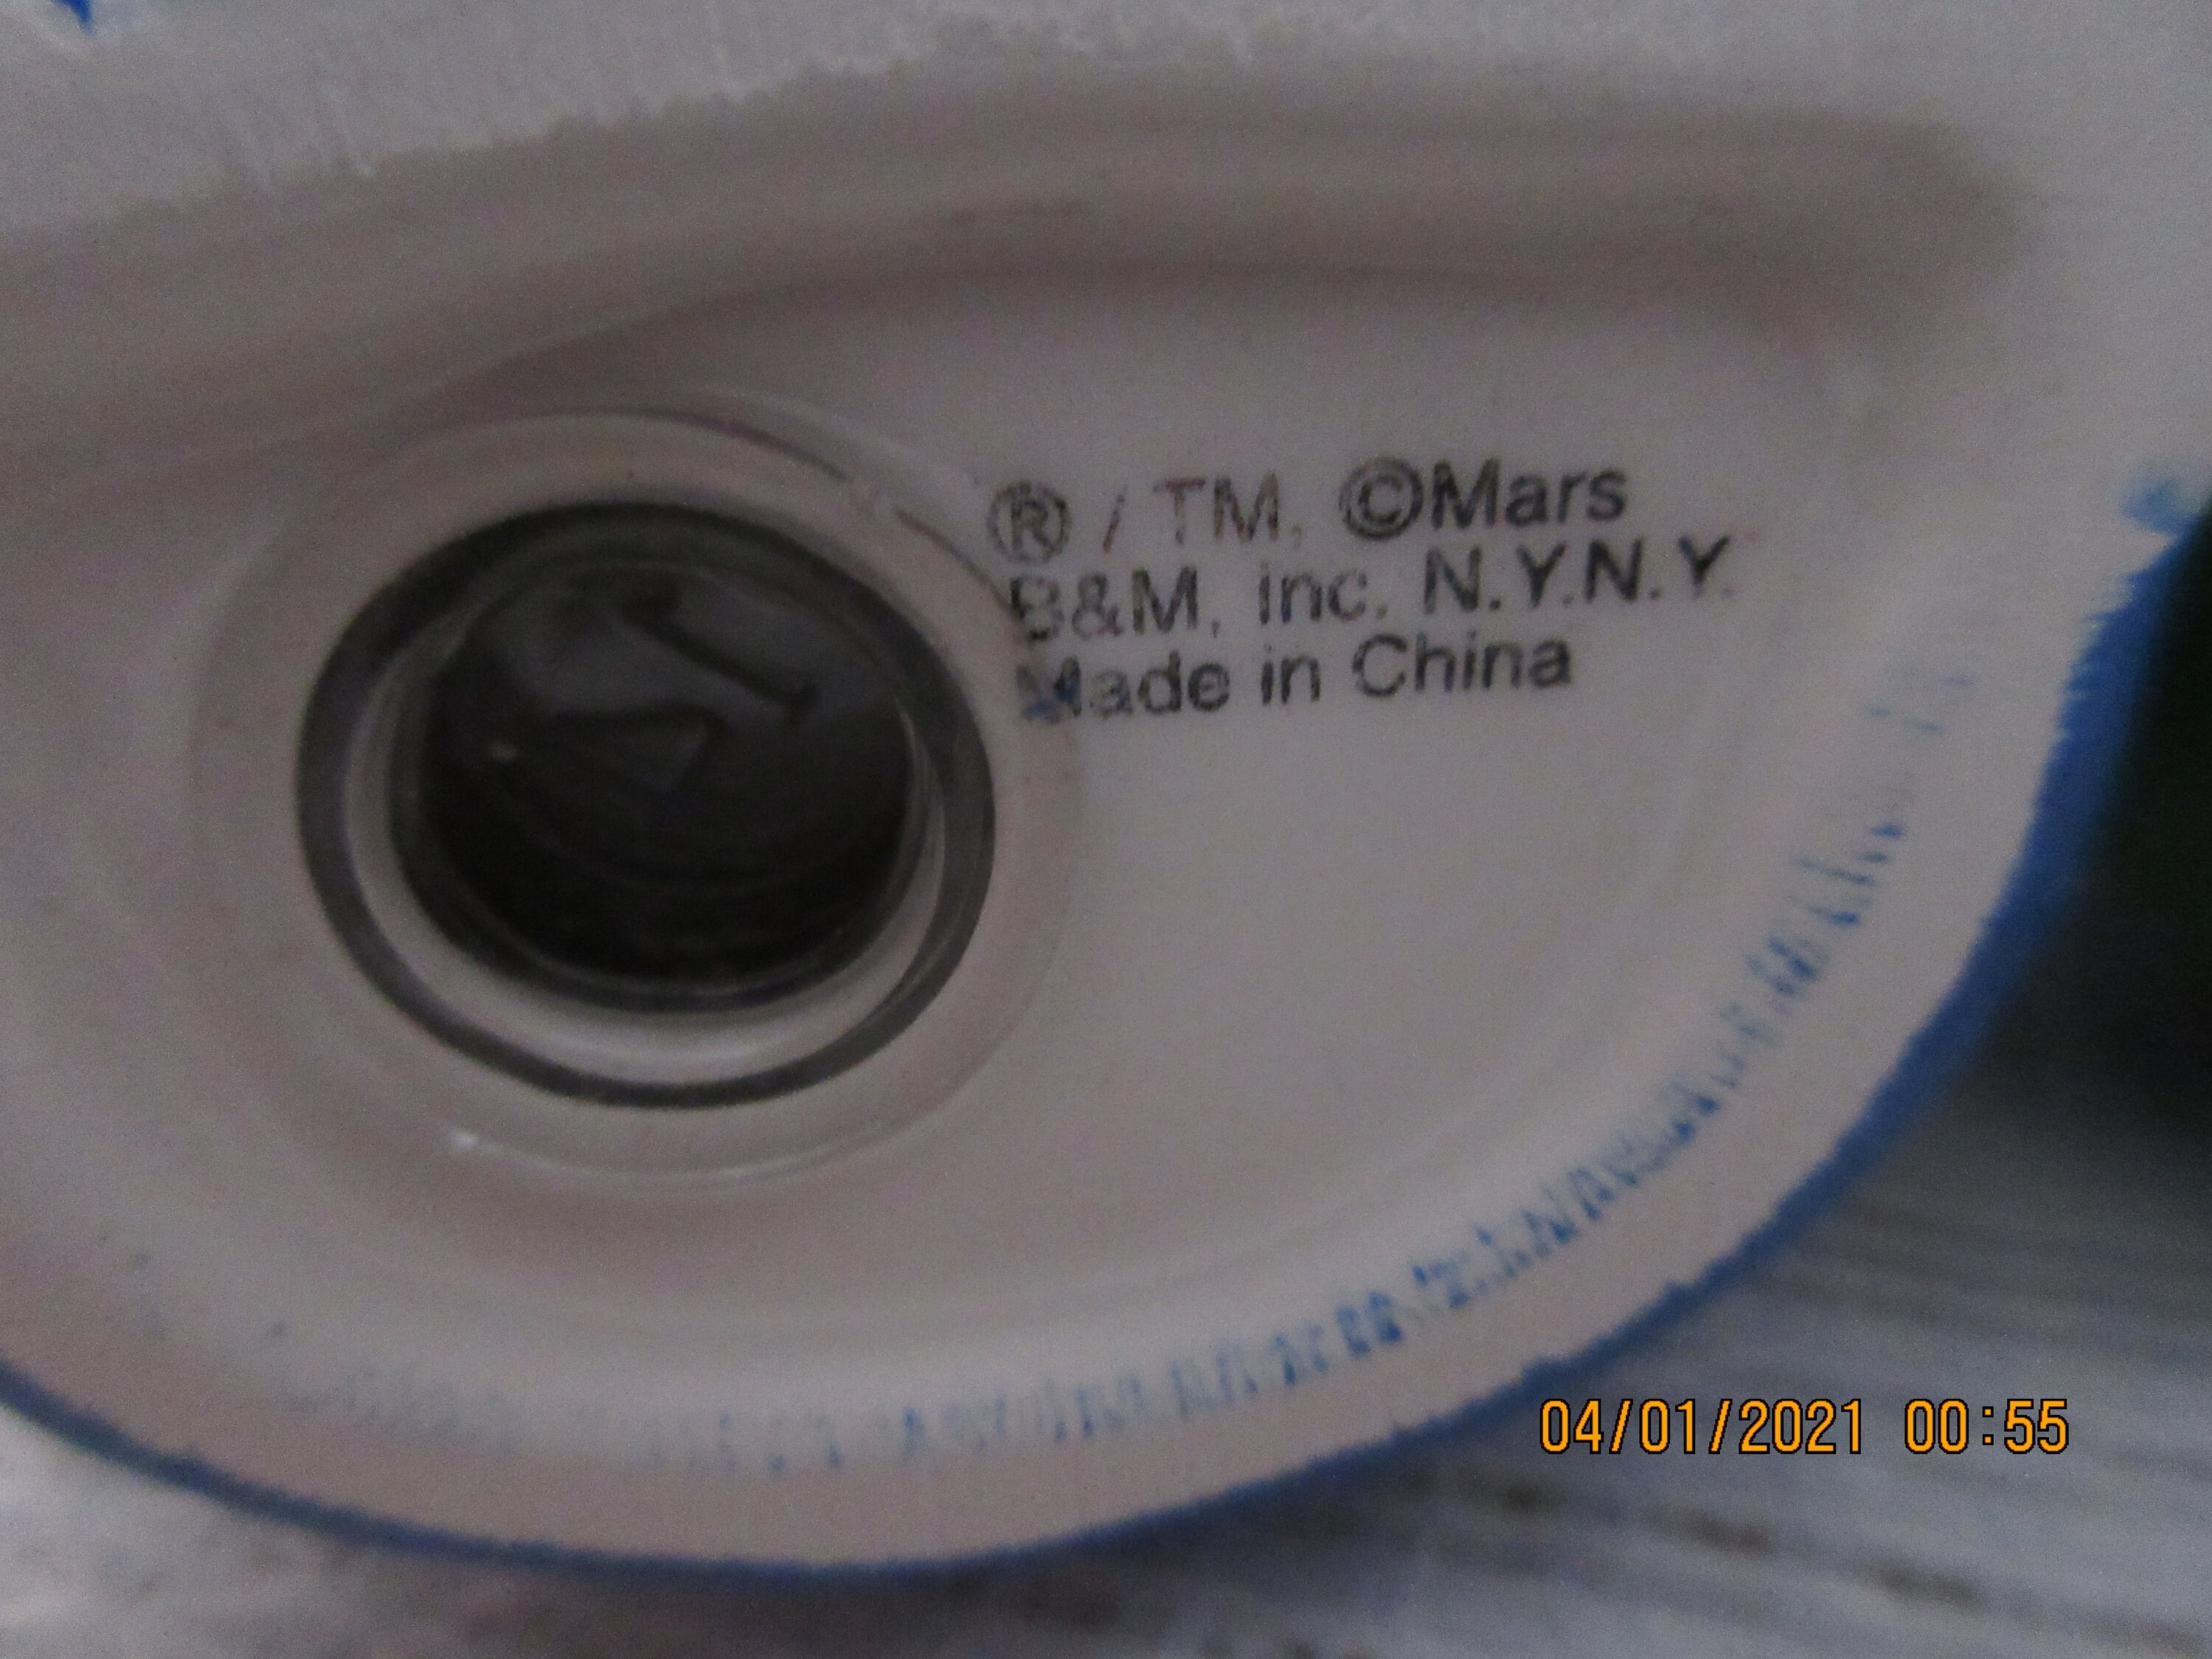 ® / TM, ©Mars
B&M, inc. N.Y.N.Y.
Made in China
04/01/2021 00:55